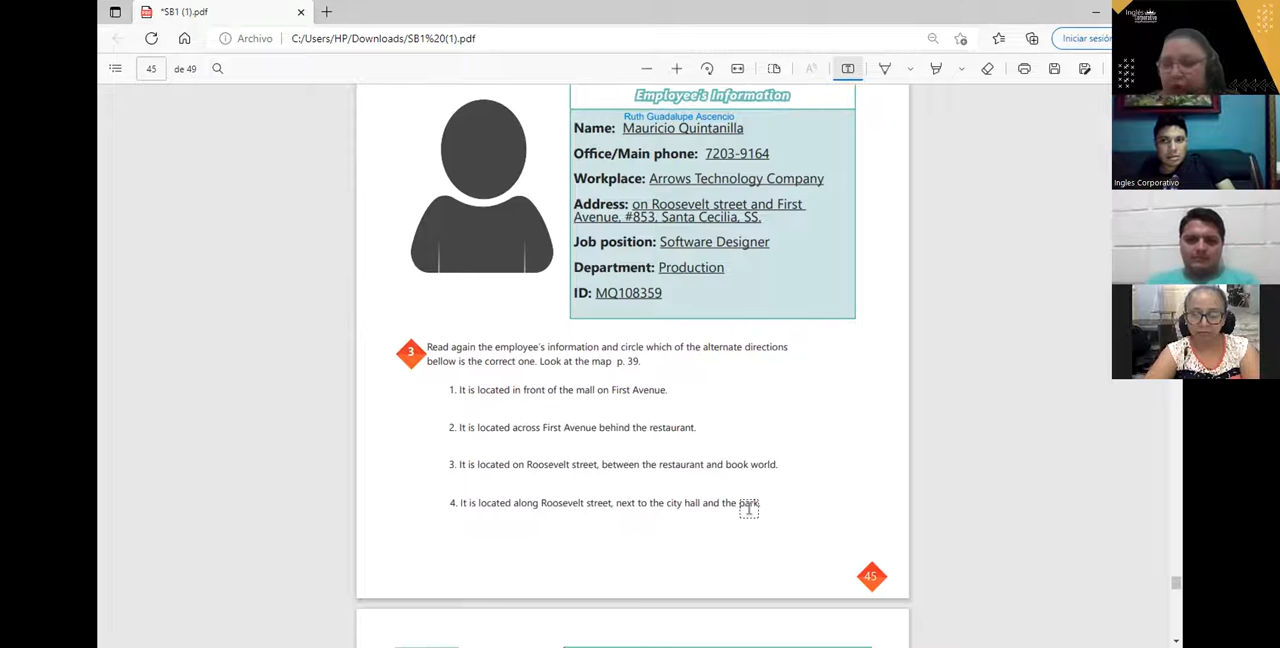 *SB1 (1).pdf
Archivo
C:/Users/HP/Downloads/SB1%20(1).pdf
Iniciar sesión
45
de 49
Employee's Information
Ruth Guadalupe Ascencio
Name: Mauricio Quintanilla
Office/Main phone: 7203-9164
Workplace: Arrows Technology Company
Address: on Roosevelt street and First
Avenue, #853, Santa Cecilia, SS.
Job position: Software Designer
Department: Production
ID: MQ108359
3
Read again the employee's information and circle which of the alternate directions
bellow is the correct one. Look at the map p. 39.
1. It is located in front of the mall on First Avenue.
2. It is located across First Avenue behind the restaurant.
3. It is located on Roosevelt street, between the restaurant and book world.
4. It is located along Roosevelt street, next to the city hall and the park.
45
Inglés
Corporativo
Ingles Corporativo